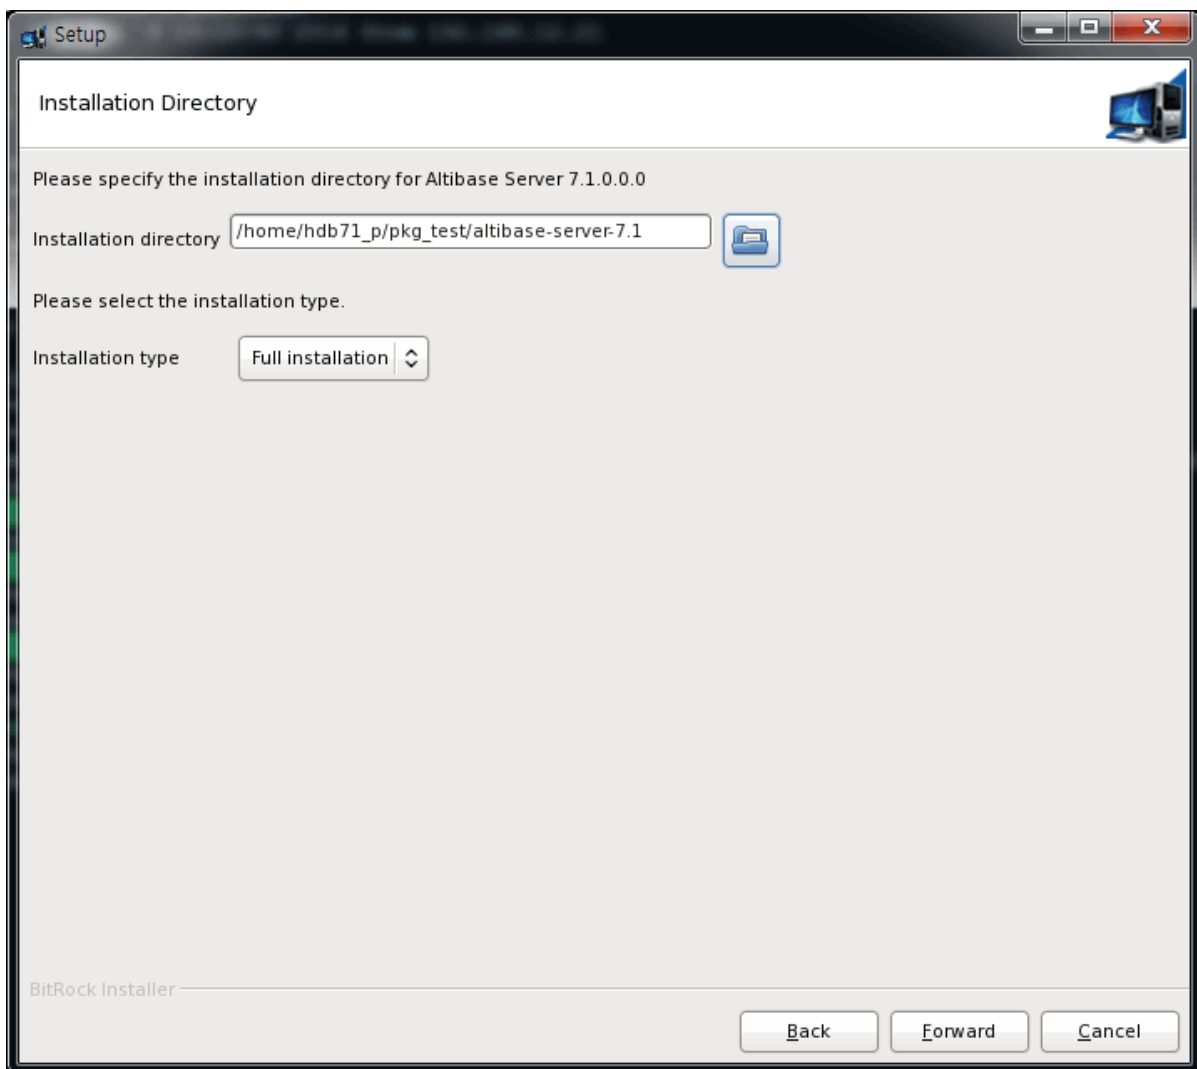 Setup
Installation Directory
Please specify the installation directory for Altibase Server 7.1.0.0.0
Installation directory /home/hdb71_p/pkg_test/altibase-server-7.1
Please select the installation type.
Installation type Full installation
BitRock Installer
Back Forward Cancel